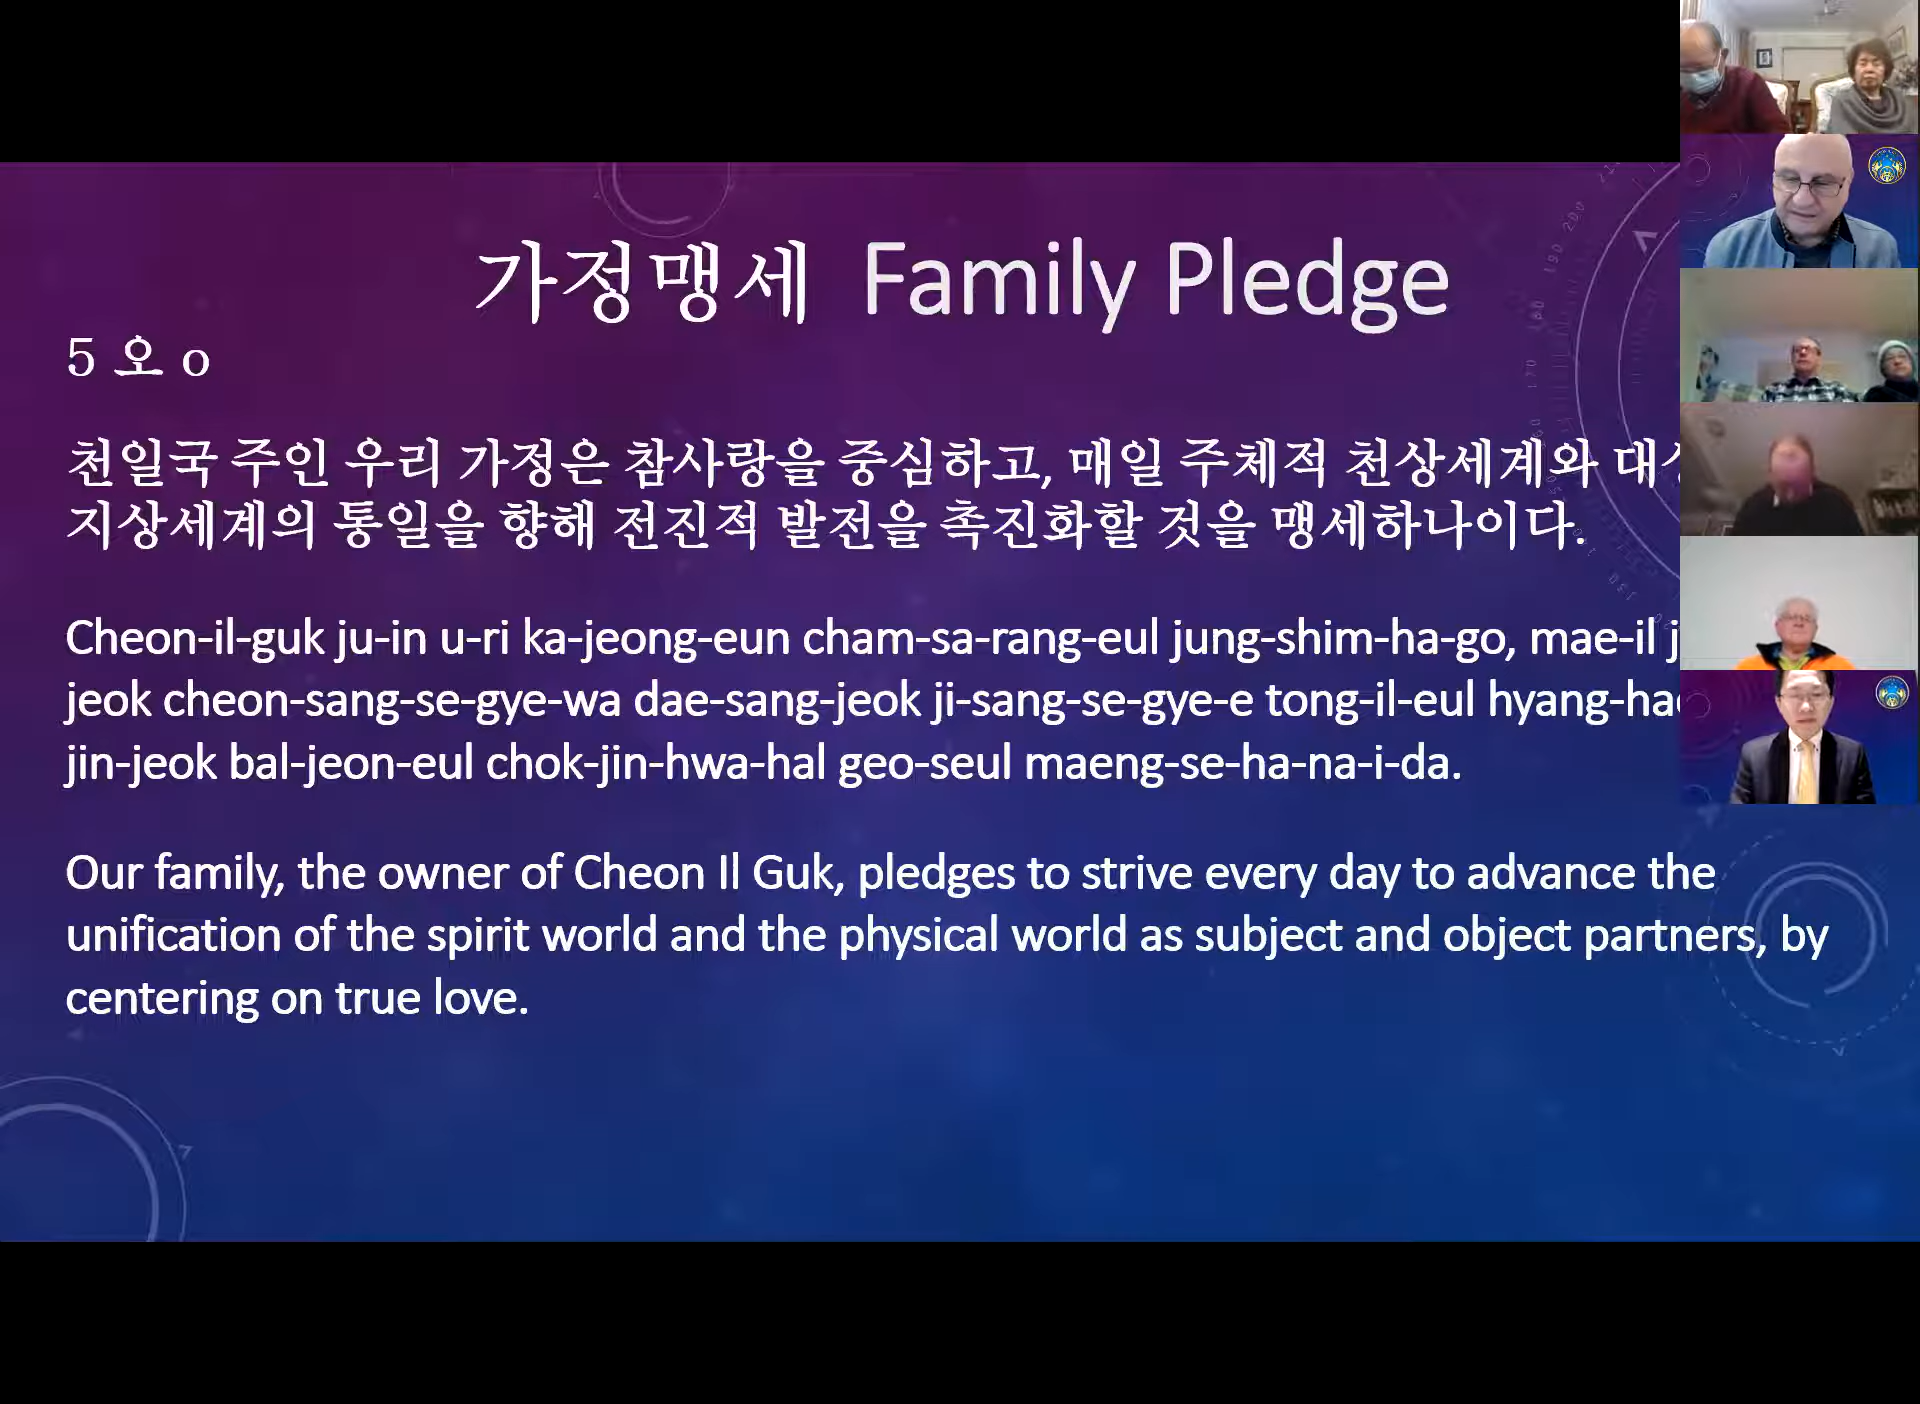 가정맹세 Family Pledge
5 오 o
천일국 주인 우리 가정은 참사랑을 중심하고, 매일 주체적 천상세계와
지상세계의 통일을 향해 전진적 발전을 촉진화할 것을 맹세하나이다.
Cheon-il-guk ju-in u-ri ka-jeong-eun cham-sa-rang-eul jung-shim-ha-go, mae-il
jeok cheon-sang-se-gye-wa dae-sang-jeok ji-sang-se-gye-e tong-il-eul
jin-jeok bal-jeon-eul chok-jin-hwa-hal geo-seul maeng-se-ha-na-i-da.
Our family, the owner of Cheon Il Guk, pledges to strive every day to advance the
unification of the spirit world and the physical world as subject and object partners, by
centering on true love.